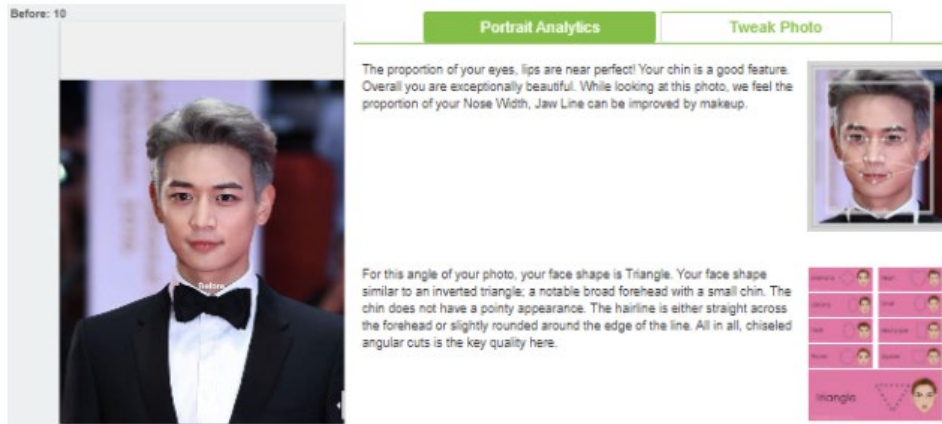 Before: 10
Portrait Analytics
Tweak Photo
The proportion of your eyes, lips are near perfect! Your chin is a good feature.
Overall you are exceptionally beautiful. While looking at this photo, we feel the
proportion of your Nose Width, Jaw Line can be improved by makeup.
Before
For this angle of your photo, your face shape is Triangle. Your face shape
similar to an inverted triangle; a notable broad forehead with a small chin. The
chin does not have a pointy appearance. The hairline is either straight across
the forehead or slightly rounded around the edge of the line. All in all, chiseled
angular cuts is the key quality here.
Triangle